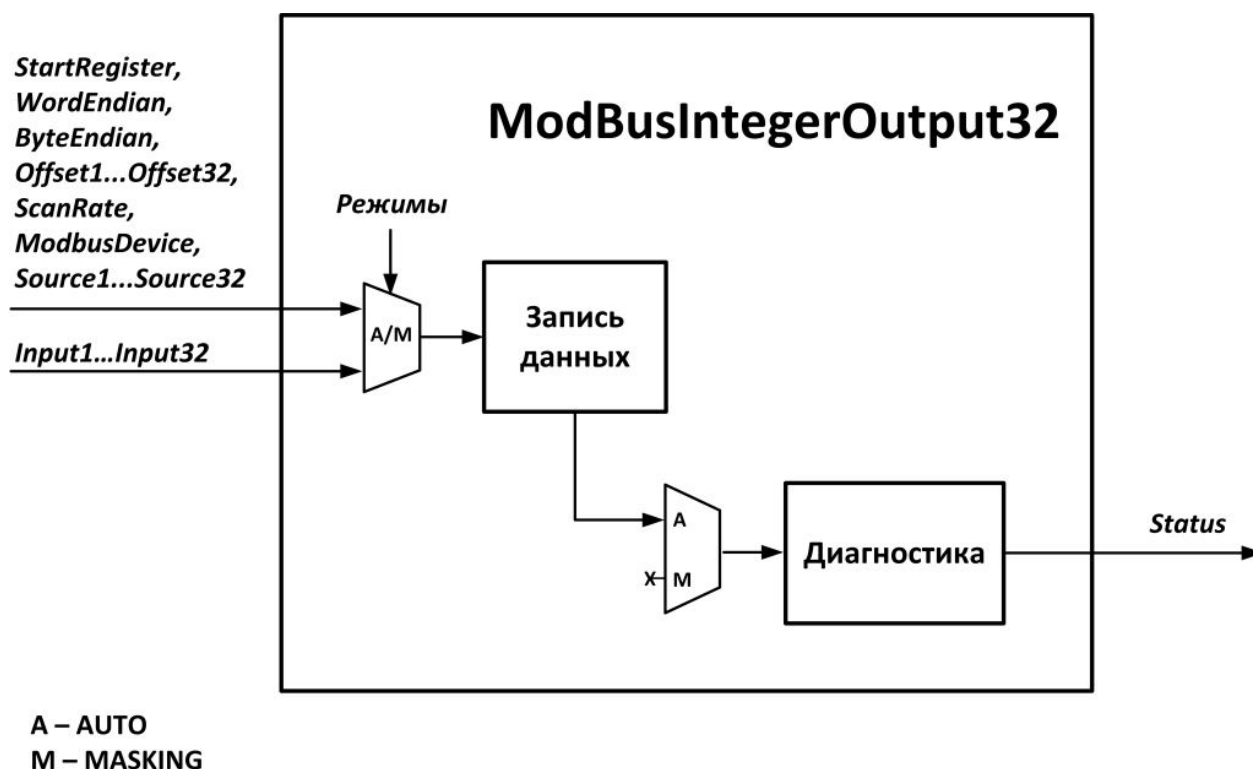 StartRegister,
WordEndian,
ByteEndian,
Offset1...Offset32,
ScanRate,
ModbusDevice,
Source1...Source32
Input1...Input32
ModBusIntegerOutput32
Режимы
A/M
Запись
данных
A
X M
Диагностика
Status
A – AUTO
M – MASKING